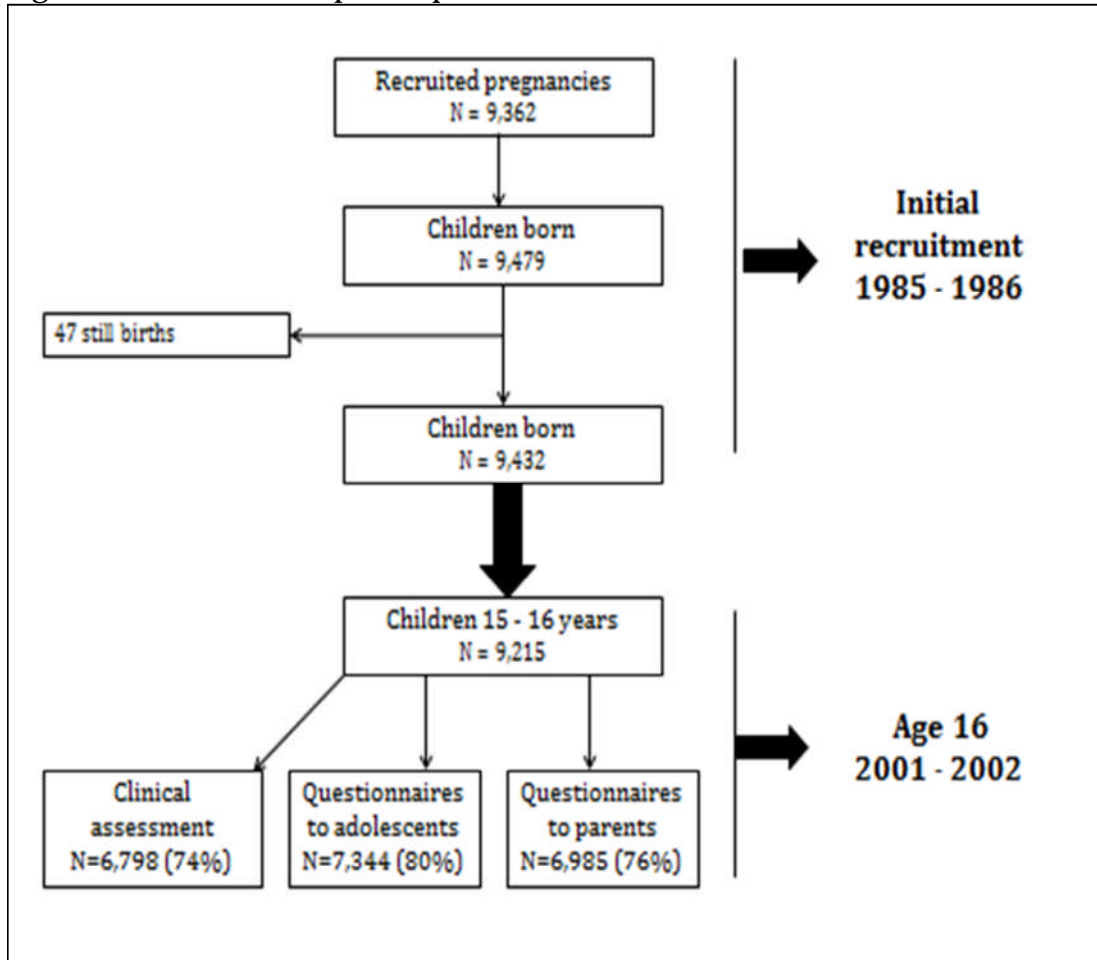 Recruited pregnancies
N = 9,362
Children born
N = 9,479
47 still births
Children born
N = 9,432
Initial
recruitment
1985 - 1986
Children 15 - 16 years
N = 9,215
Clinical
assessment
N=6,798 (74%)
Questionnaires
to adolescents
N=7,344 (80%)
Questionnaires
to parents
N=6,985 (76%)
Age 16
2001 - 2002